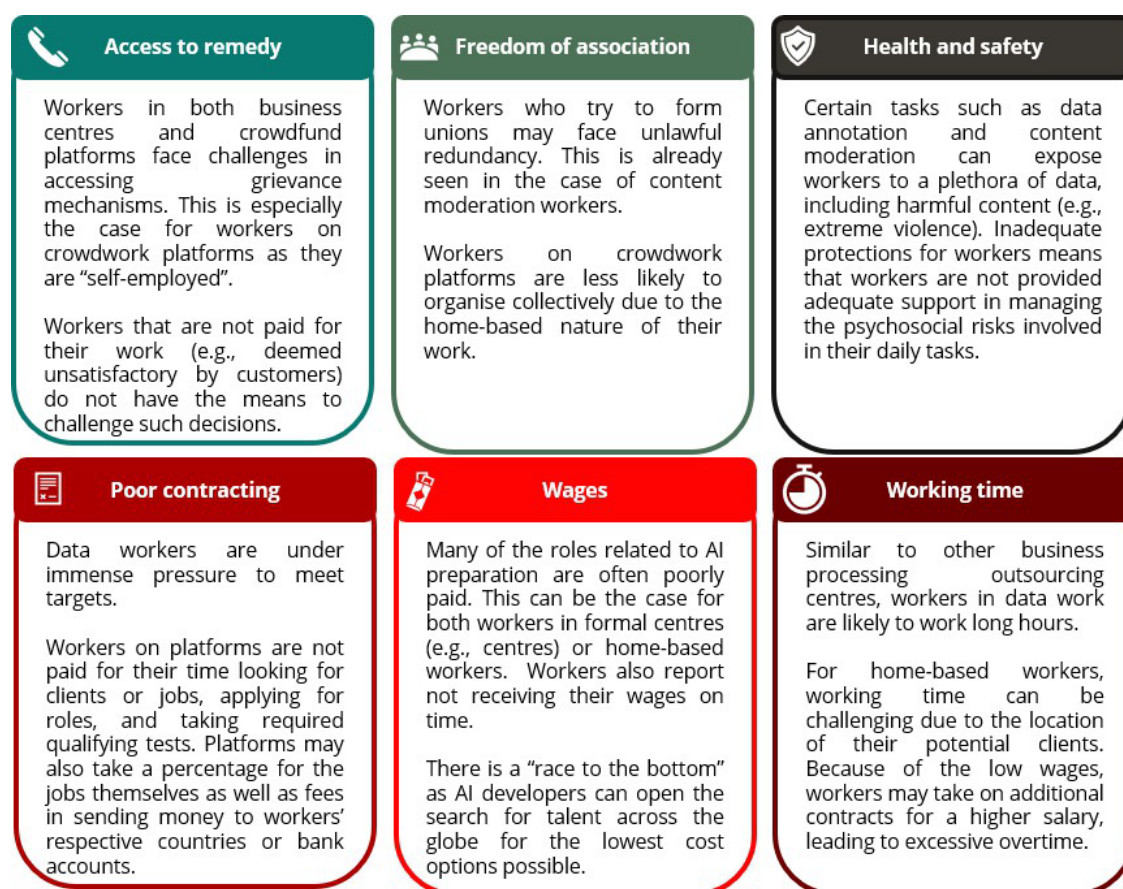 Access to remedy
Workers in both business
centres and crowdfund
platforms face challenges in
accessing grievance
mechanisms. This is especially
the case for workers on
crowdwork platforms as they
are “self-employed”.
Workers that are not paid for
their work (e.g., deemed
unsatisfactory by customers)
do not have the means to
challenge such decisions.
Freedom of association
Workers who try to form
unions may face unlawful
redundancy. This is already
seen in the case of content
moderation workers.
Workers on crowdwork
platforms are less likely to
organise collectively due to the
home-based nature of their
work.
Health and safety
Certain tasks such as data
annotation and content
moderation can expose
workers to a plethora of data,
including harmful content (e.g.,
extreme violence). Inadequate
protections for workers means
that workers are not provided
adequate support in managing
the psychosocial risks involved
in their daily tasks.
Poor contracting
Data workers are under
immense pressure to meet
targets.
Workers on platforms are not
paid for their time looking for
clients or jobs, applying for
roles, and taking required
qualifying tests. Platforms may
also take a percentage for the
jobs themselves as well as fees
in sending money to workers’
respective countries or bank
accounts.
Wages
Many of the roles related to AI
preparation are often poorly
paid. This can be the case for
both workers in formal centres
(e.g., centres) or home-based
workers. Workers also report
not receiving their wages on
time.
There is a “race to the bottom”
as AI developers can open the
search for talent across the
globe for the lowest cost
options possible.
Working time
Similar to other business
processing outsourcing
centres, workers in data work
are likely to work long hours.
For home-based workers,
working time can be
challenging due to the location
of their potential clients.
Because of the low wages,
workers may take on additional
contracts for a higher salary,
leading to excessive overtime.